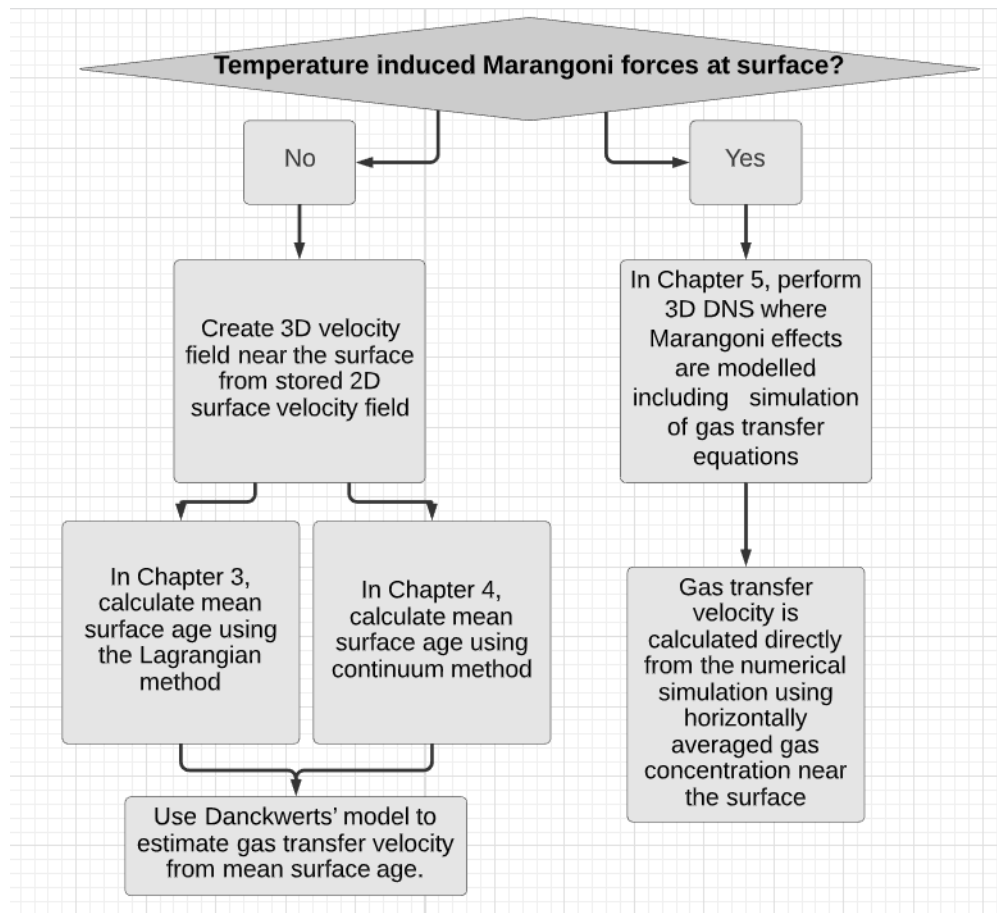 Temperature induced Marangoni forces at surface?
No
Yes
Create 3D velocity
field near the surface
from stored 2D
surface velocity field
In Chapter 5, perform
3D DNS where
Marangoni effects
are modelled
including simulation
of gas transfer
equations
In Chapter 3,
calculate mean
surface age using
the Lagrangian
method
In Chapter 4,
calculate mean
surface age using
continuum method
Gas transfer
velocity is
calculated directly
from the numerical
simulation using
horizontally
averaged gas
concentration near
the surface
Use Danckwerts' model to
estimate gas transfer velocity
from mean surface age.